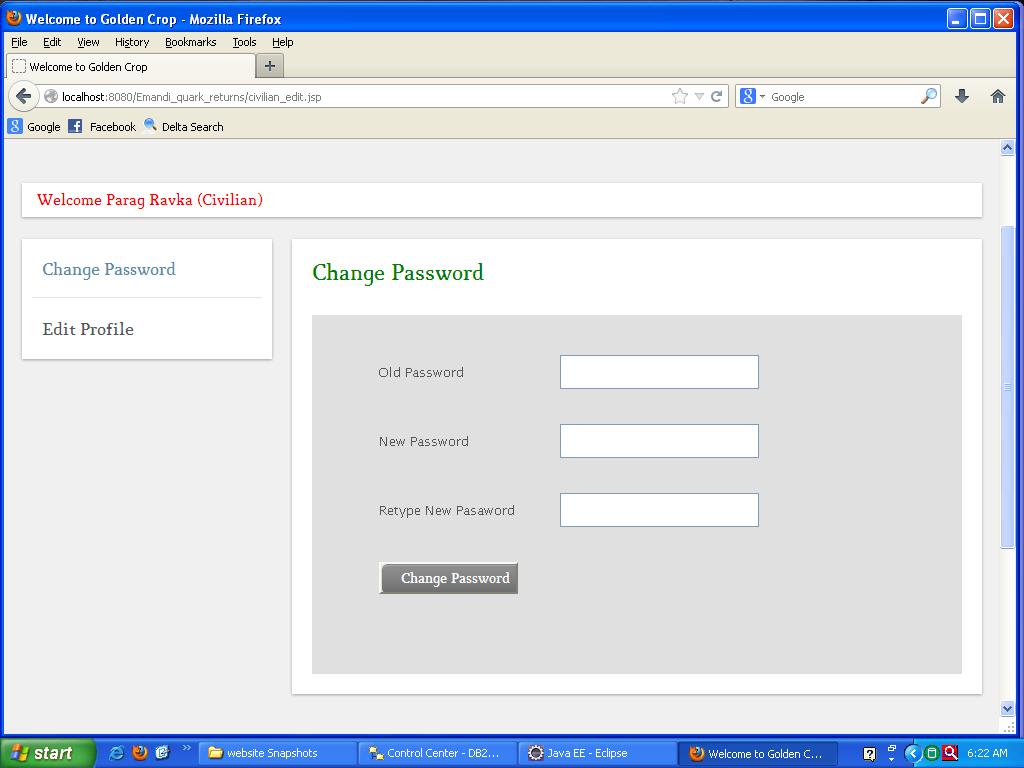 Welcome to Golden Crop - Mozilla Firefox
File Edit View History Bookmarks Tools Help
Welcome to Golden Crop
localhost:8080/Emandi_quark_returns/civilian_edit.jsp
Google
Google Facebook Delta Search
Welcome Parag Ravka (Civilian)
Change Password
Edit Profile
Change Password
Old Password
New Password
Retype New Pasaword
Change Password
start
website Snapshots
Control Center - DB2...
Java EE - Eclipse
Welcome to Golden C...
6:22 AM